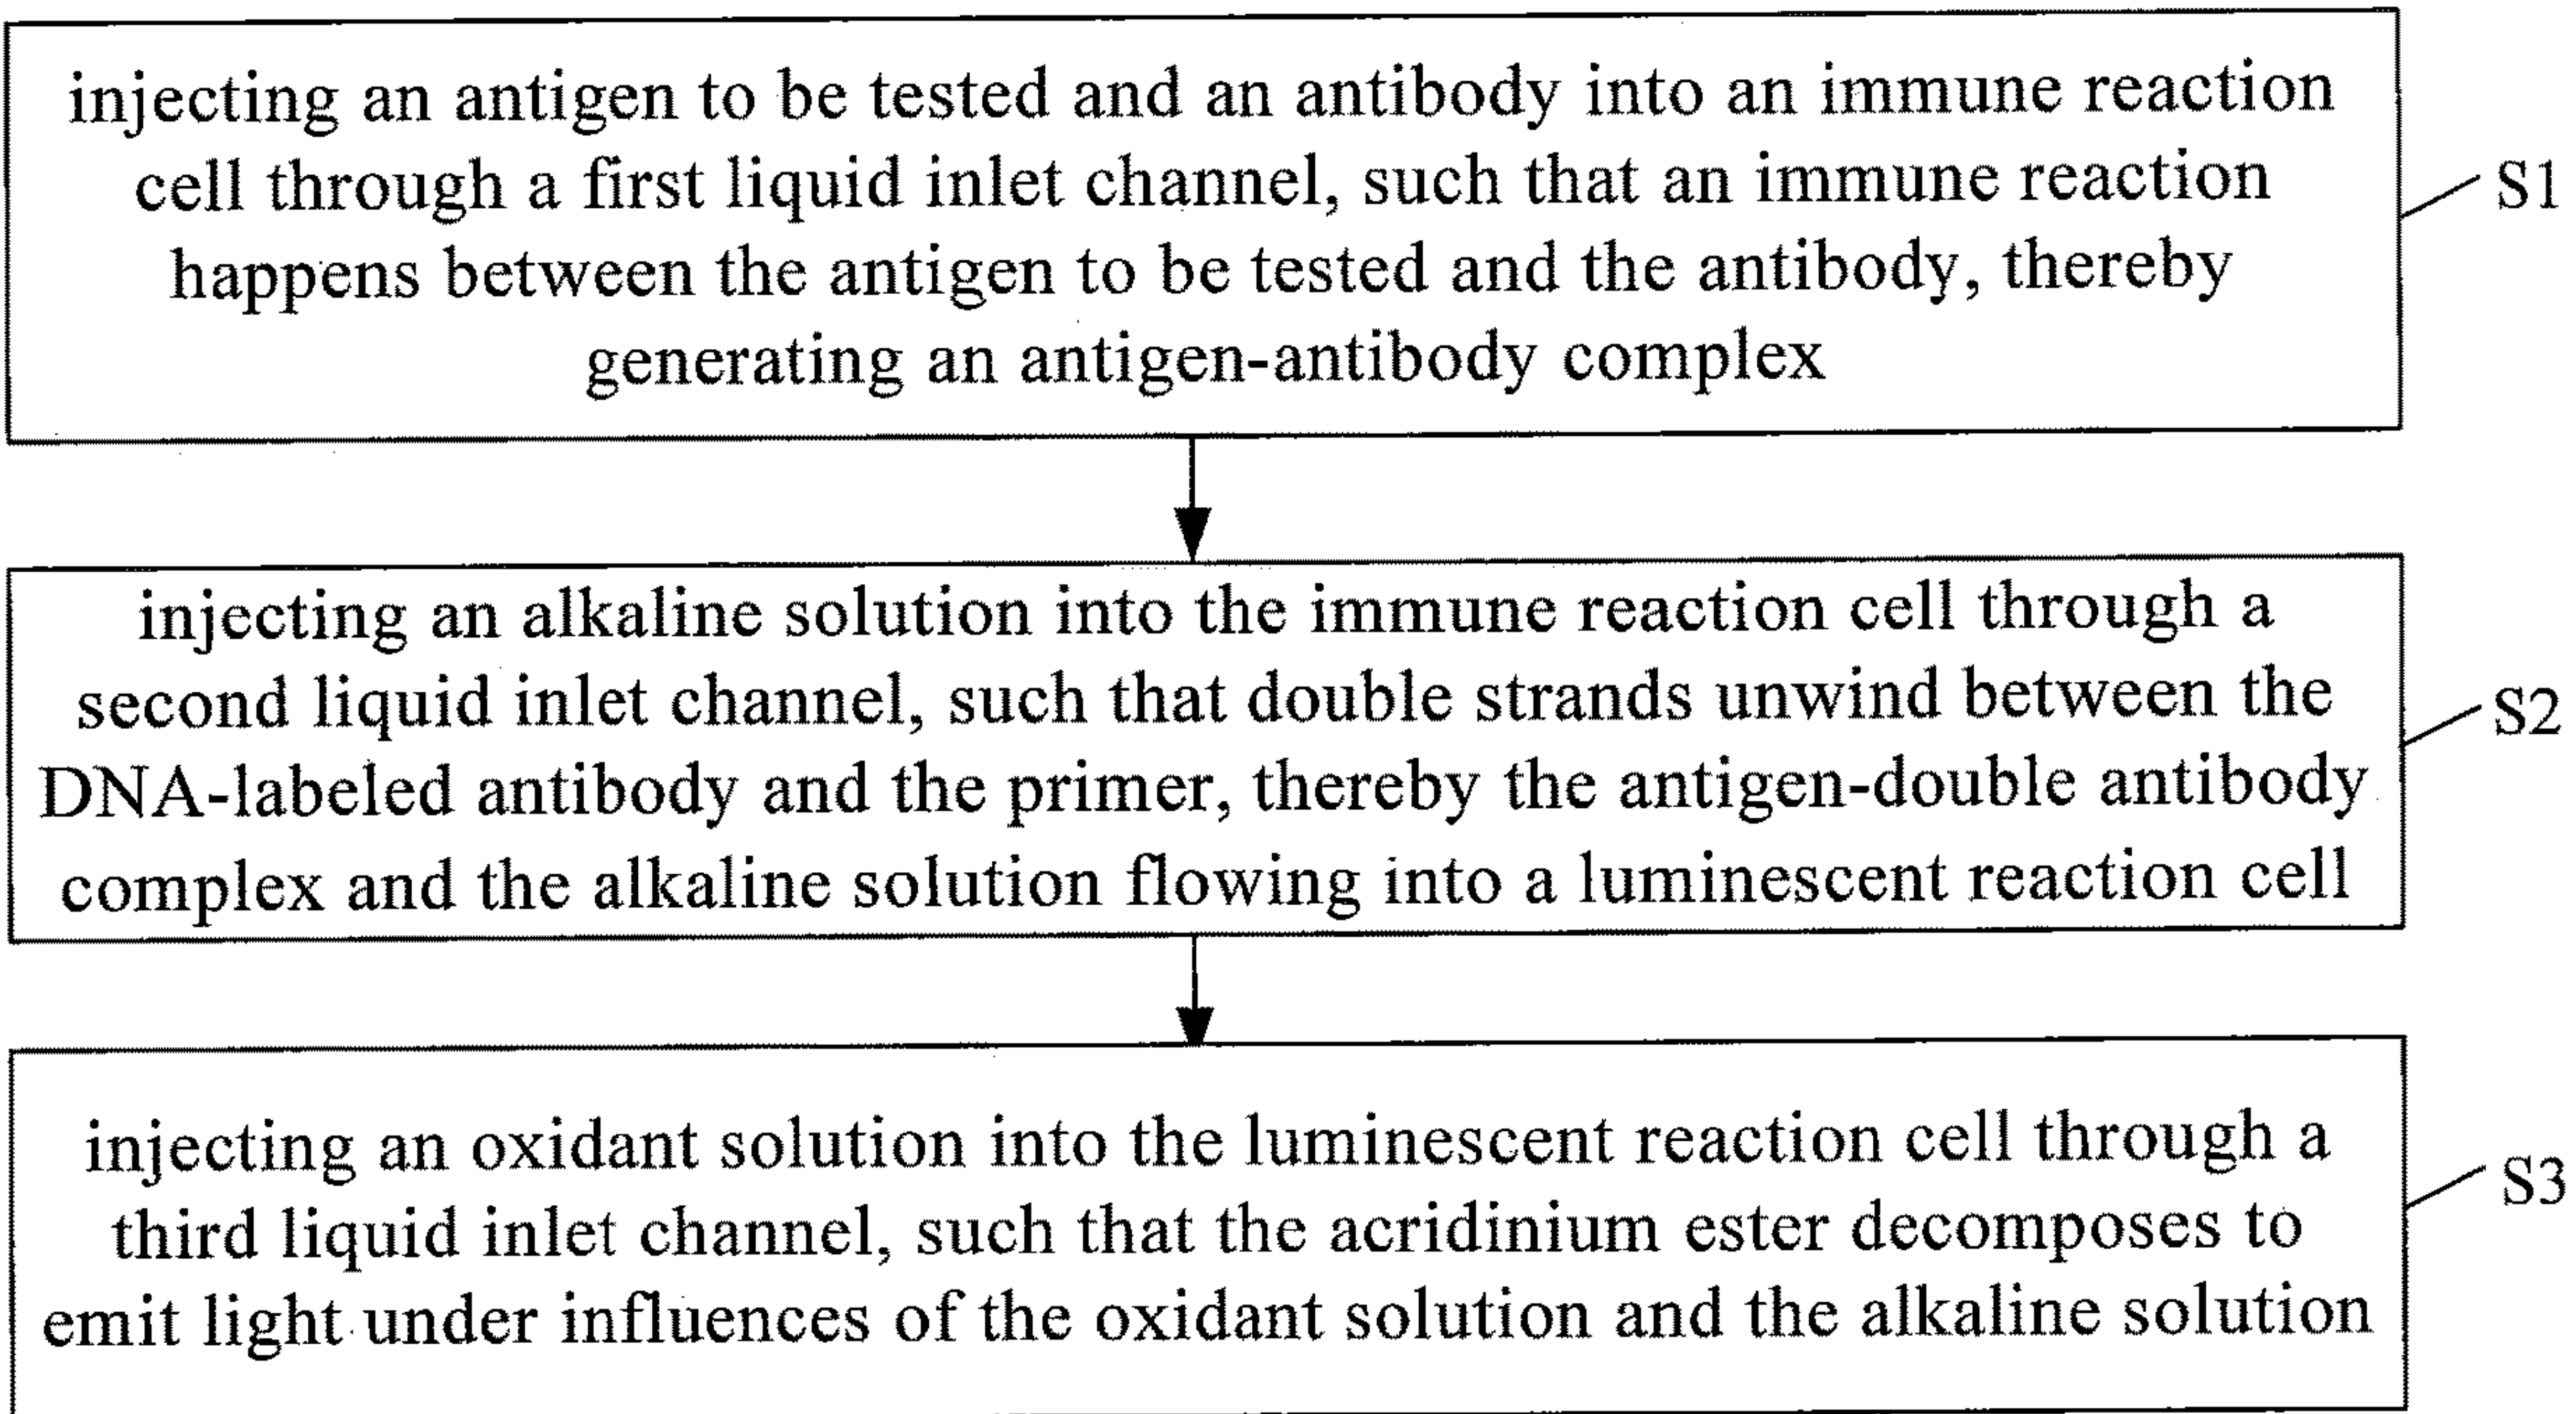 injecting an antigen to be tested and an antibody into an immune reaction
cell through a first liquid inlet channel, such that an immune reaction
happens between the antigen to be tested and the antibody, thereby
generating an antigen-antibody complex
S1
injecting an alkaline solution into the immune reaction cell through a
second liquid inlet channel, such that double strands unwind between the
DNA-labeled antibody and the primer, thereby the antigen-double antibody
complex and the alkaline solution flowing into a luminescent reaction cell
S2
injecting an oxidant solution into the luminescent reaction cell through a
third liquid inlet channel, such that the acridinium ester decomposes to
emit light under influences of the oxidant solution and the alkaline solution
S3